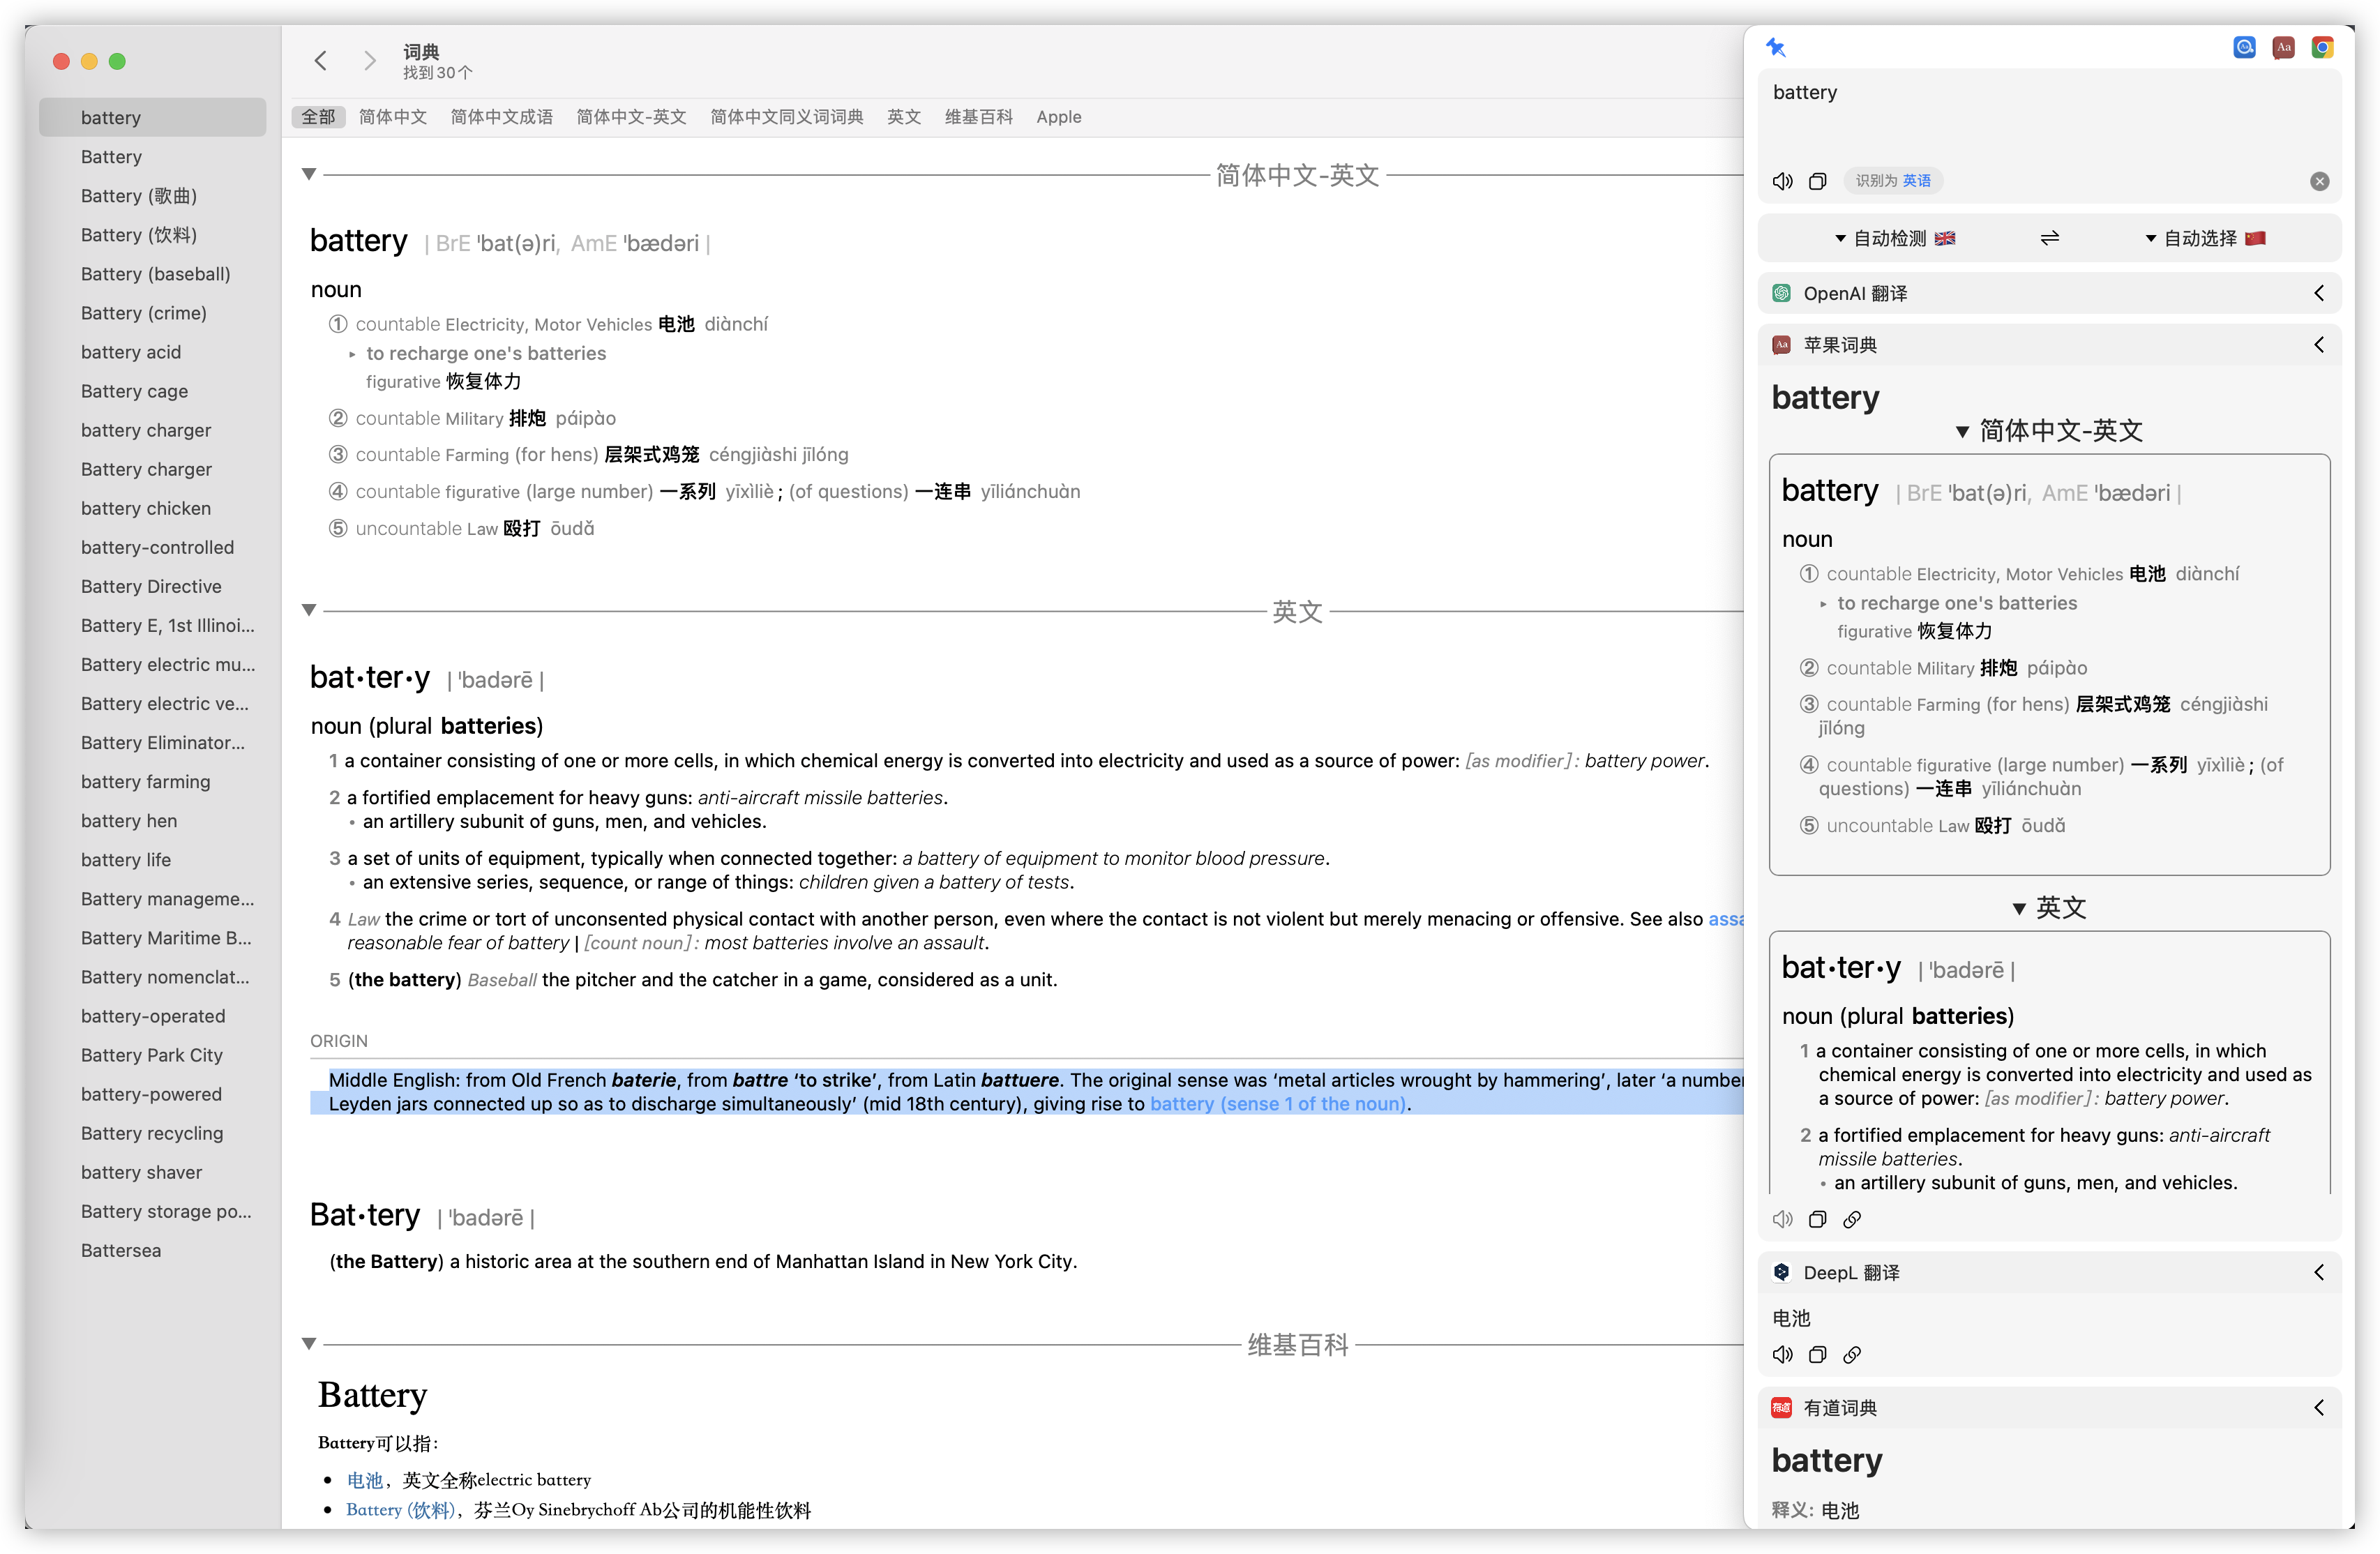 词典
找到 30 个
battery
Battery
Battery (歌曲)
Battery (饮料)
Battery (baseball)
Battery (crime)
battery acid
Battery cage
battery charger
Battery charger
battery chicken
battery-controlled
Battery Directive
Battery E, 1st Illinoi...
Battery electric mu...
Battery electric ve...
Battery Eliminator...
battery farming
battery hen
battery life
Battery manageme...
Battery Maritime B...
Battery nomenclat...
battery-operated
Battery Park City
battery-powered
Battery recycling
battery shaver
Battery storage po...
Battersea
全部 简体中文 简体中文成语 简体中文-英文 简体中文同义词词典 英文 维基百科 Apple
简体中文-英文
battery | BrE ˈbat(ə)ri, AmE ˈbædəri |
noun
① countable Electricity, Motor Vehicles 电池 diànchí
▸ to recharge one's batteries
figurative 恢复体力
② countable Military 排炮 páipào
③ countable Farming (for hens) 层架式鸡笼 céngjiàshi jīlóng
④ countable figurative (large number) 一系列 yīxìliè ; (of questions) 一连串 yīliánchuàn
⑤ uncountable Law 殴打 ōudǎ
英文
bat•ter•y | ˈbadərē |
noun (plural batteries)
1 a container consisting of one or more cells, in which chemical energy is converted into electricity and used as a source of power: [as modifier] : battery power.
2 a fortified emplacement for heavy guns: anti-aircraft missile batteries.
• an artillery subunit of guns, men, and vehicles.
3 a set of units of equipment, typically when connected together: a battery of equipment to monitor blood pressure.
• an extensive series, sequence, or range of things: children given a battery of tests.
4 Law the crime or tort of unconsented physical contact with another person, even where the contact is not violent but merely menacing or offensive. See also assa
reasonable fear of battery | [count noun] : most batteries involve an assault.
5 (the battery) Baseball the pitcher and the catcher in a game, considered as a unit.
ORIGIN
Middle English: from Old French baterie, from battre ‘to strike’, from Latin battuere. The original sense was ‘metal articles wrought by hammering’, later ‘a number
Leyden jars connected up so as to discharge simultaneously’ (mid 18th century), giving rise to battery (sense 1 of the noun).
Bat•tery | ˈbadərē |
(the Battery) a historic area at the southern end of Manhattan Island in New York City.
维基百科
Battery
Battery可以指：
• 电池，英文全称electric battery
• Battery (饮料)，芬兰Oy Sinebrychoff Ab公司的机能性饮料
battery
识别为 英语
自动检测 🇬🇧 ⇌ 自动选择 🇨🇳
OpenAI 翻译
Aa 苹果词典
battery
▼ 简体中文-英文
battery | BrE ˈbat(ə)ri, AmE ˈbædəri |
noun
① countable Electricity, Motor Vehicles 电池 diànchí
▸ to recharge one's batteries
figurative 恢复体力
② countable Military 排炮 páipào
③ countable Farming (for hens) 层架式鸡笼 céngjiàshi
jīlóng
④ countable figurative (large number) 一系列 yīxìliè ; (of
questions) 一连串 yīliánchuàn
⑤ uncountable Law 殴打 ōudǎ
▼ 英文
bat•ter•y | ˈbadərē |
noun (plural batteries)
1 a container consisting of one or more cells, in which
chemical energy is converted into electricity and used as
a source of power: [as modifier] : battery power.
2 a fortified emplacement for heavy guns: anti-aircraft
missile batteries.
• an artillery subunit of guns, men, and vehicles.
DeepL 翻译
电池
有道 有道词典
battery
释义: 电池